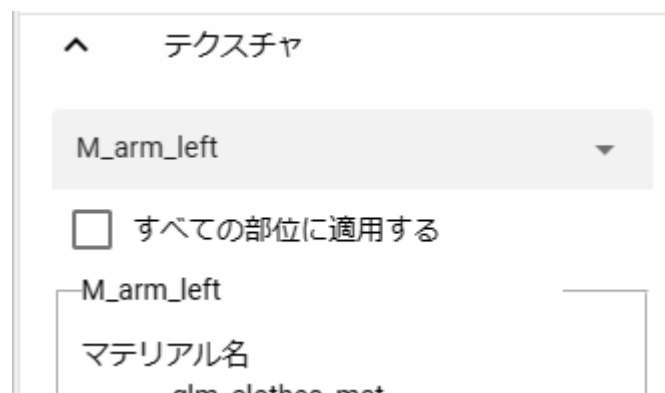 テクスチャ
M_arm_left
すべての部位に適用する
M_arm_left
マテリアル名
glm_clothes_mat